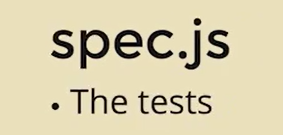 spec.js
• The tests